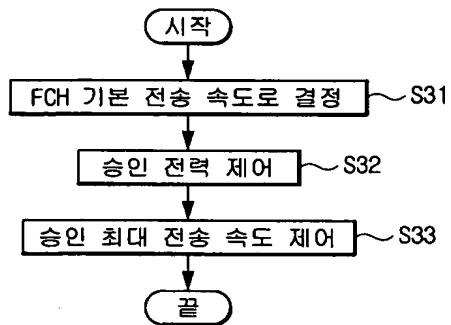 시작
FCH 기본 전송 속도로 결정 S31
승인 전력 제어 S32
승인 최대 전송 속도 제어 S33
끝